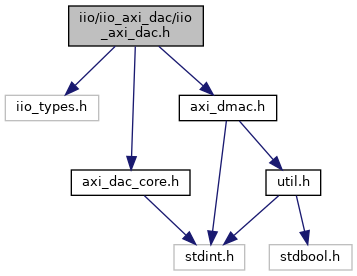 iio/iio_axi_dac/iio
_axi_dac.h
iio_types.h
axi_dmac.h
axi_dac_core.h
util.h
stdint.h
stdbool.h